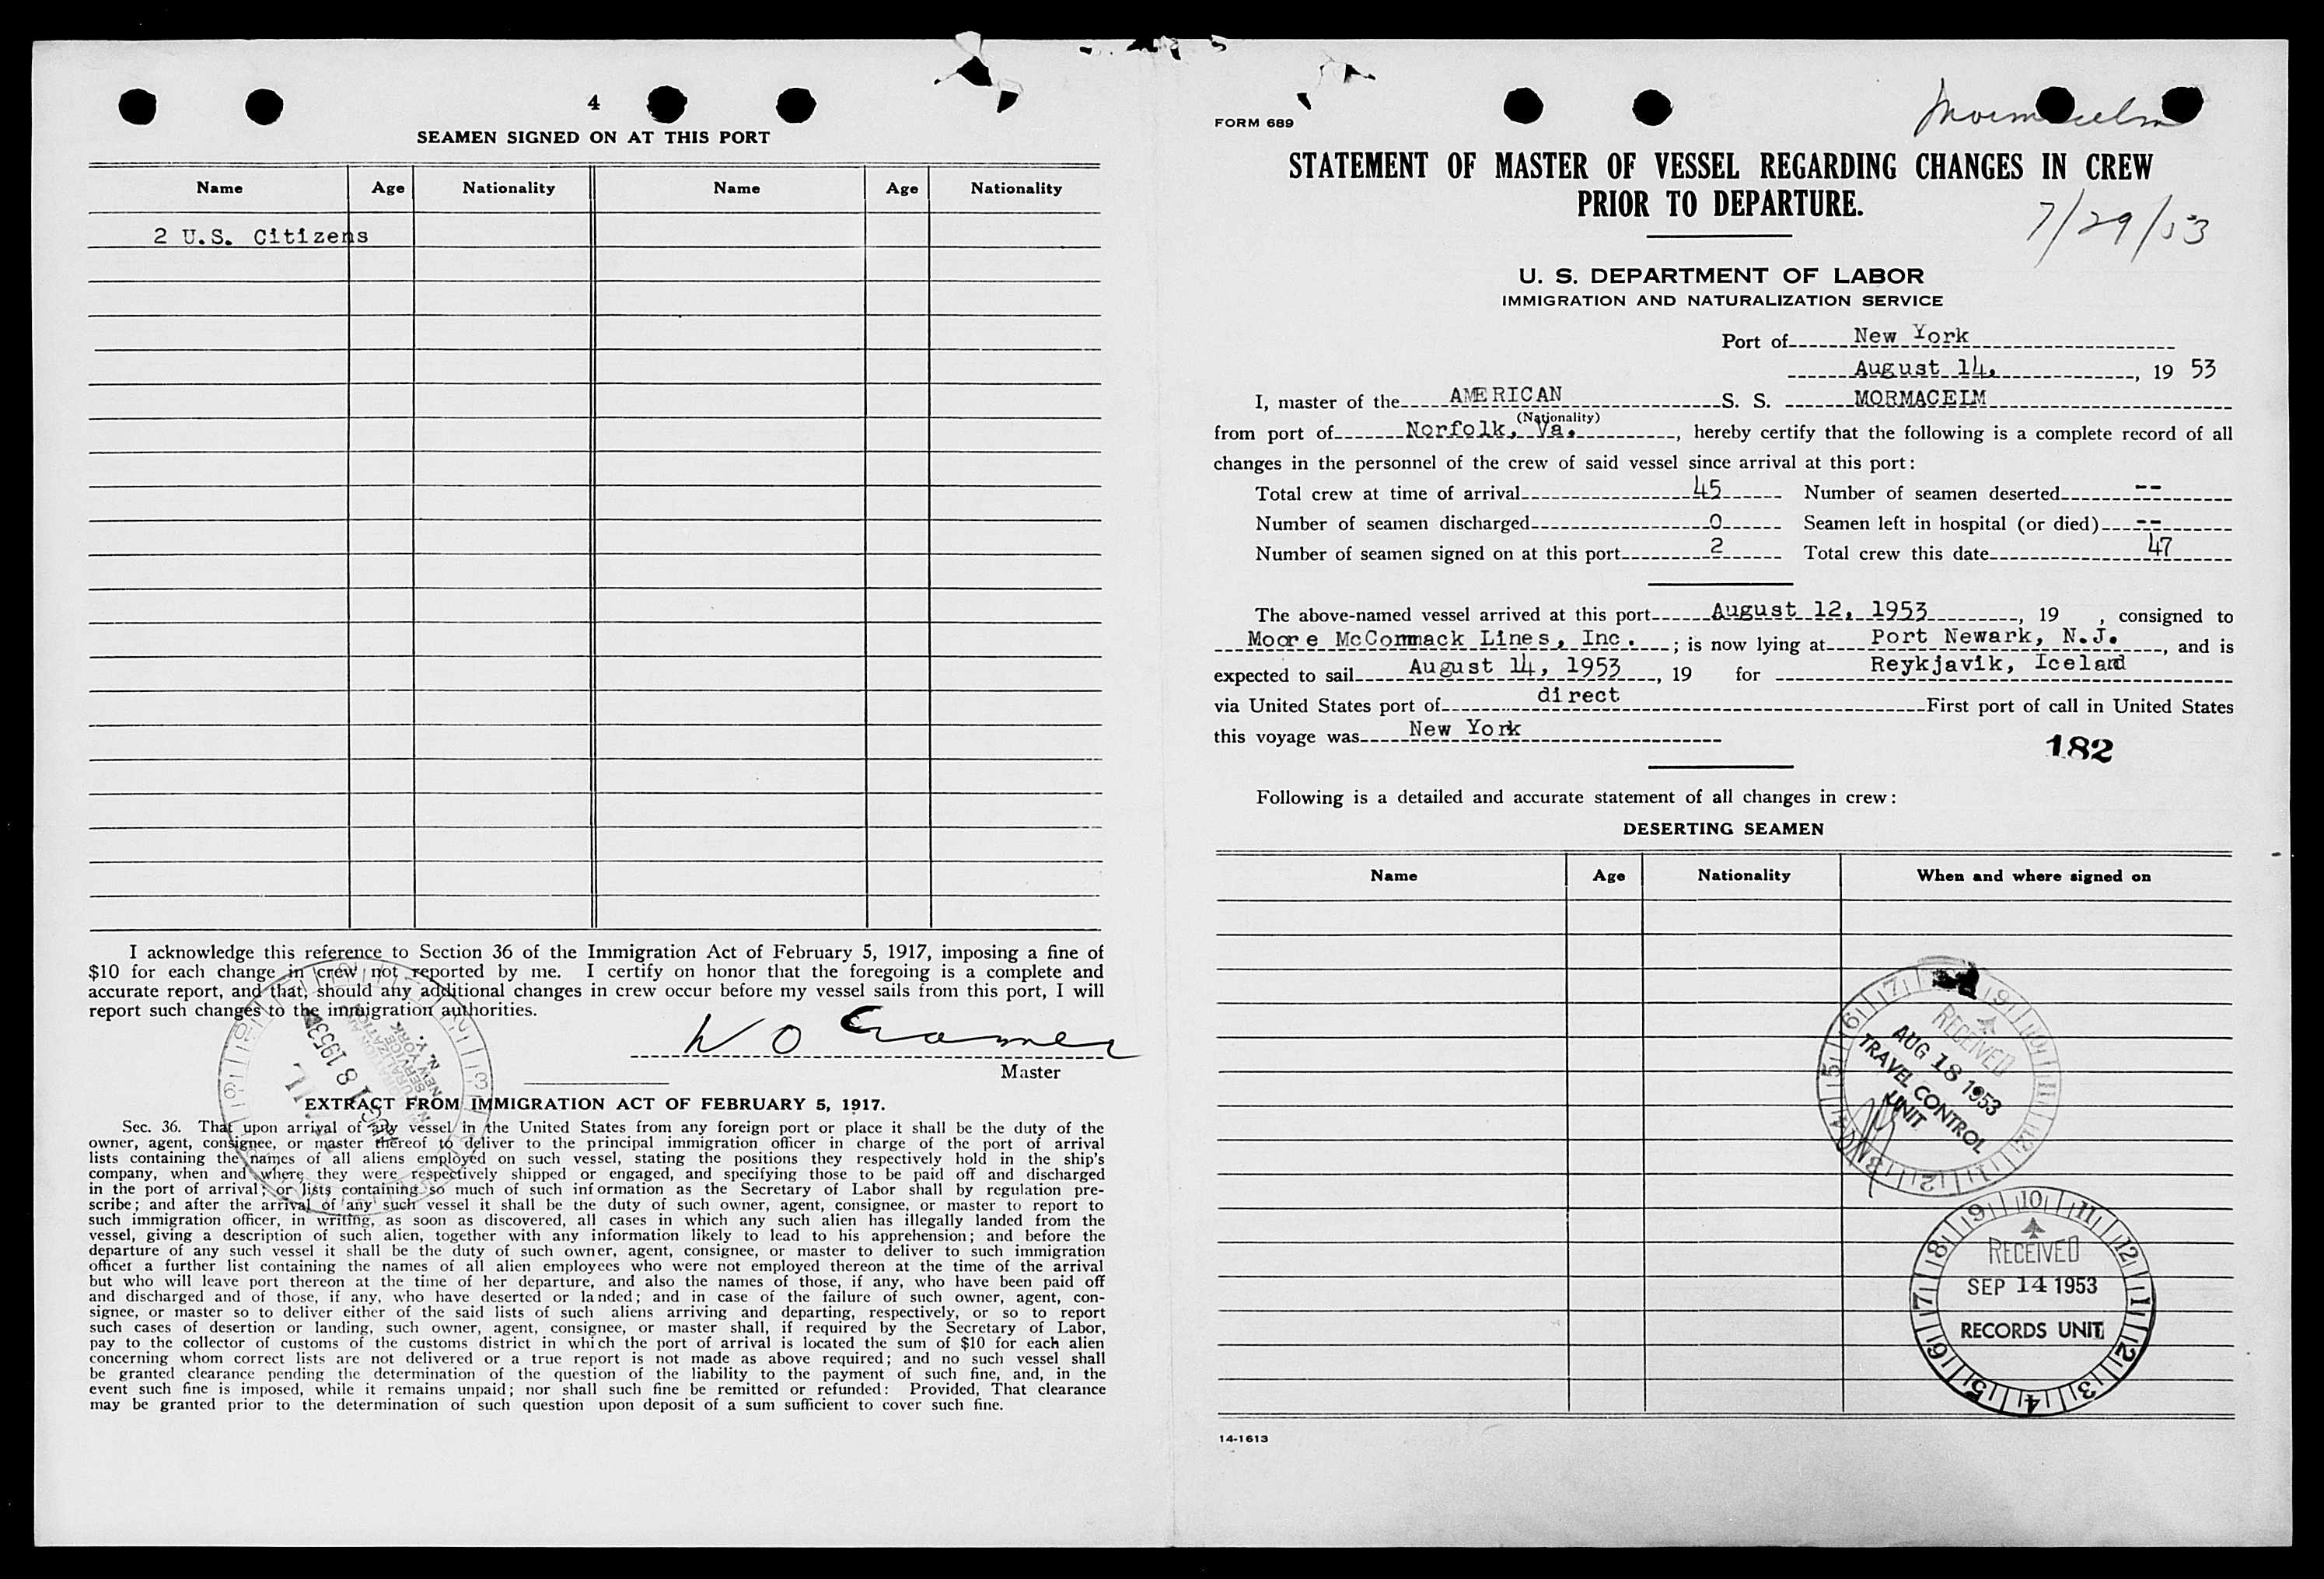 4
SEAMEN SIGNED ON AT THIS PORT
Name Age Nationality Name Age Nationality
2 U.S. Citizens
I acknowledge this reference to Section 36 of the Immigration Act of February 5, 1917, imposing a fine of
$10 for each change in crew not reported by me. I certify on honor that the foregoing is a complete and
accurate report, and that, should any additional changes in crew occur before my vessel sails from this port, I will
report such changes to the immigration authorities.
W O Cramer
Master
EXTRACT FROM IMMIGRATION ACT OF FEBRUARY 5, 1917.
Sec. 36. That upon arrival of any vessel in the United States from any foreign port or place it shall be the duty of the
owner, agent, consignee, or master thereof to deliver to the principal immigration officer in charge of the port of arrival
lists containing the names of all aliens employed on such vessel, stating the positions they respectively hold in the ship's
company, when and where they were respectively shipped or engaged, and specifying those to be paid off and discharged
in the port of arrival; or lists containing so much of such information as the Secretary of Labor shall by regulation pre-
scribe; and after the arrival of any such vessel it shall be the duty of such owner, agent, consignee, or master to report to
such immigration officer, in writing, as soon as discovered, all cases in which any such alien has illegally landed from the
vessel, giving a description of such alien, together with any information likely to lead to his apprehension; and before the
departure of any such vessel it shall be the duty of such owner, agent, consignee, or master to deliver to such immigration
officer a further list containing the names of all alien employees who were not employed thereon at the time of the arrival
but who will leave port thereon at the time of her departure, and also the names of those, if any, who have been paid off
and discharged and of those, if any, who have deserted or landed; and in case of the failure of such owner, agent, con-
signee, or master so to deliver either of the said lists of such aliens arriving and departing, respectively, or so to report
such cases of desertion or landing, such owner, agent, consignee, or master shall, if required by the Secretary of Labor,
pay to the collector of customs of the customs district in which the port of arrival is located the sum of $10 for each alien
concerning whom correct lists are not delivered or a true report is not made as above required; and no such vessel shall
be granted clearance pending the determination of the question of the liability to the payment of such fine, and, in the
event such fine is imposed, while it remains unpaid; nor shall such fine be remitted or refunded: Provided, That clearance
may be granted prior to the determination of such question upon deposit of a sum sufficient to cover such fine.
FORM 689
STATEMENT OF MASTER OF VESSEL REGARDING CHANGES IN CREW
PRIOR TO DEPARTURE.
7/29/53
U. S. DEPARTMENT OF LABOR
IMMIGRATION AND NATURALIZATION SERVICE
Port of New York
August 14, , 19 53
I, master of the AMERICAN S. S. MORMACELM
(Nationality)
from port of Norfolk, Va. , hereby certify that the following is a complete record of all
changes in the personnel of the crew of said vessel since arrival at this port:
Total crew at time of arrival 45 Number of seamen deserted --
Number of seamen discharged 0 Seamen left in hospital (or died) --
Number of seamen signed on at this port 2 Total crew this date 47
The above-named vessel arrived at this port August 12, 1953 , 19 , consigned to
Moore McCormack Lines, Inc. ; is now lying at Port Newark, N.J. , and is
expected to sail August 14, 1953 , 19 for Reykjavik, Iceland
via United States port of direct First port of call in United States
this voyage was New York
182
Following is a detailed and accurate statement of all changes in crew:
DESERTING SEAMEN
Name Age Nationality When and where signed on
RECEIVED
AUG 18 1953
TRAVEL CONTROL
UNIT
RECEIVED
SEP 14 1953
RECORDS UNIT
14-1613